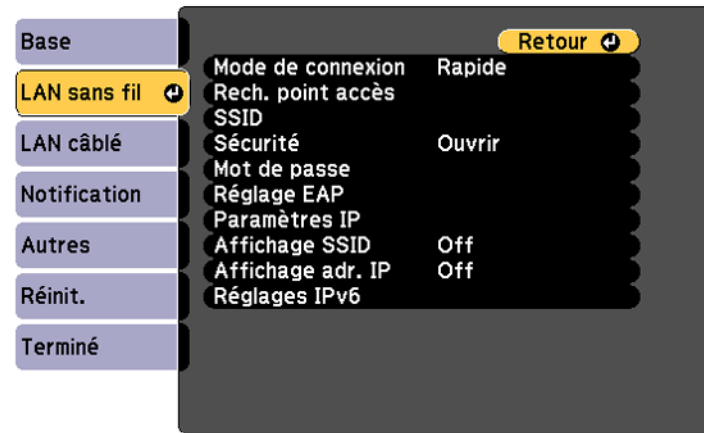 Base
LAN sans fil
LAN câblé
Notification
Autres
Réinit.
Terminé
Retour
Mode de connexion Rapide
Rech. point accès
SSID
Sécurité Ouvrir
Mot de passe
Réglage EAP
Paramètres IP
Affichage SSID Off
Affichage adr. IP Off
Réglages IPv6